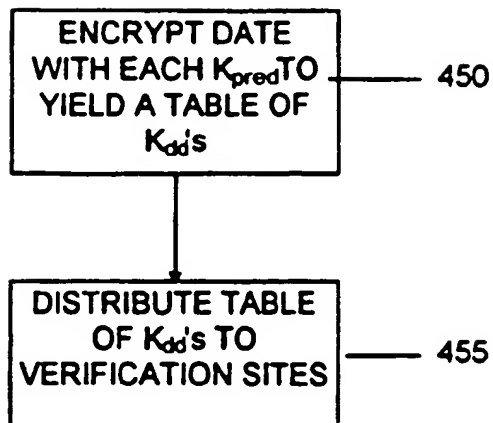 ENCRYPT DATE
WITH EACH KpredTO
YIELD A TABLE OF
Kdd's
450
DISTRIBUTE TABLE
OF Kdd's TO
VERIFICATION SITES
455